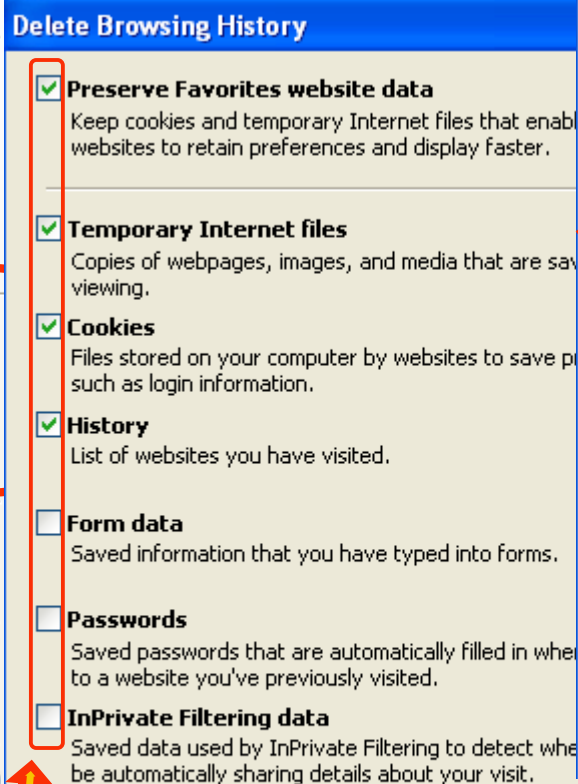 Delete Browsing History
Preserve Favorites website data
Keep cookies and temporary Internet files that enabl
websites to retain preferences and display faster.
Temporary Internet files
Copies of webpages, images, and media that are sav
viewing.
Cookies
Files stored on your computer by websites to save pr
such as login information.
History
List of websites you have visited.
Form data
Saved information that you have typed into forms.
Passwords
Saved passwords that are automatically filled in when
to a website you've previously visited.
InPrivate Filtering data
Saved data used by InPrivate Filtering to detect whe
be automatically sharing details about your visit.